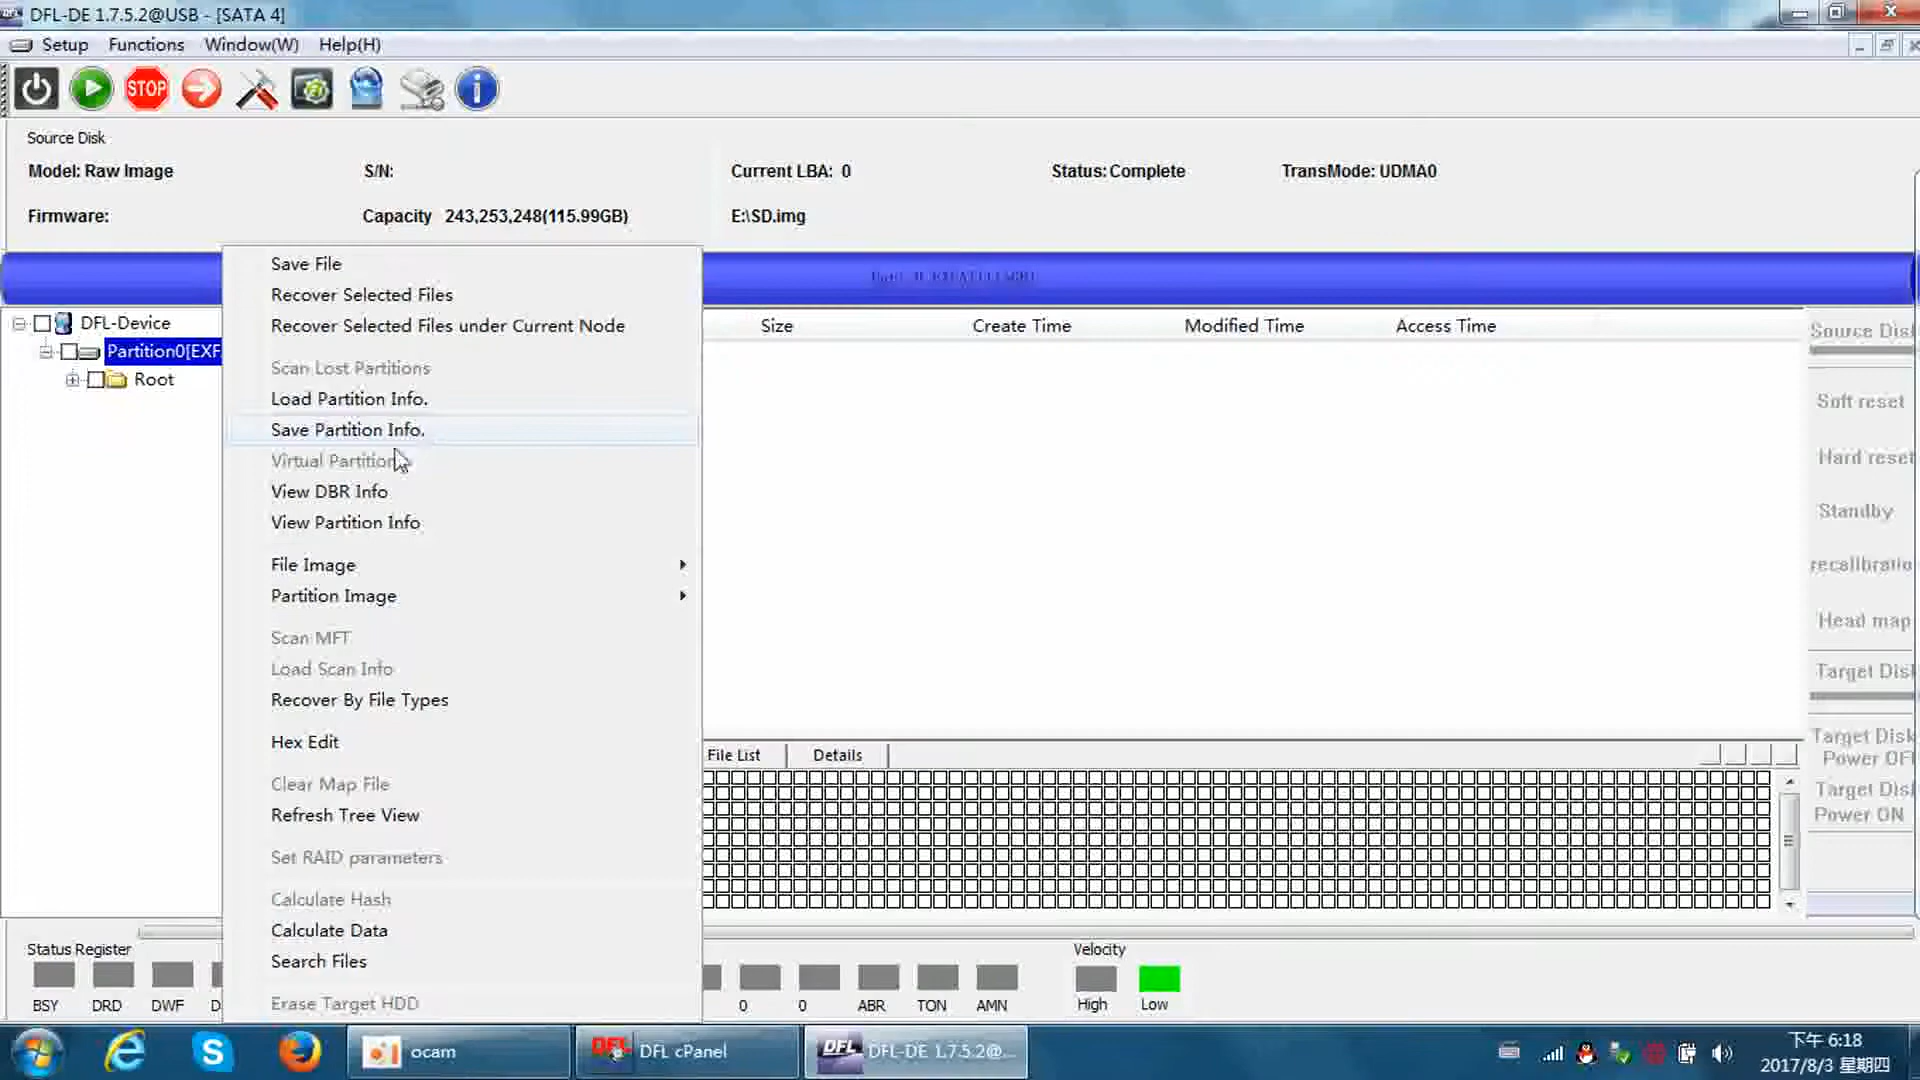 DFL-DE 1.7.5.2@USB - [SATA 4]
Setup Functions Window(W) Help(H)
STOP
Source Disk
Model: Raw Image S/N: Current LBA: 0 Status: Complete TransMode: UDMA0
Firmware: Capacity 243,253,248(115.99GB) E:\SD.img
DFL-Device
Partition0[EXF
Root
Save File
Recover Selected Files
Recover Selected Files under Current Node
Scan Lost Partitions
Load Partition Info.
Save Partition Info.
Virtual Partition
View DBR Info
View Partition Info
File Image
Partition Image
Scan MFT
Load Scan Info
Recover By File Types
Hex Edit
Clear Map File
Refresh Tree View
Set RAID parameters
Calculate Hash
Calculate Data
Search Files
Erase Target HDD
Size Create Time Modified Time Access Time
File List Details
Source Dis
Soft reset
Hard reset
Standby
recalibratio
Head map
Target Dis
Target Disk
Power OF
Target Dis
Power ON
Status Register
BSY DRD DWF D 0 0 ABR TON AMN
Velocity
High Low
ocam
DFL DFL cPanel
DFL DFL-DE 1.7.5.2@...
下午 6:18
2017/8/3 星期四